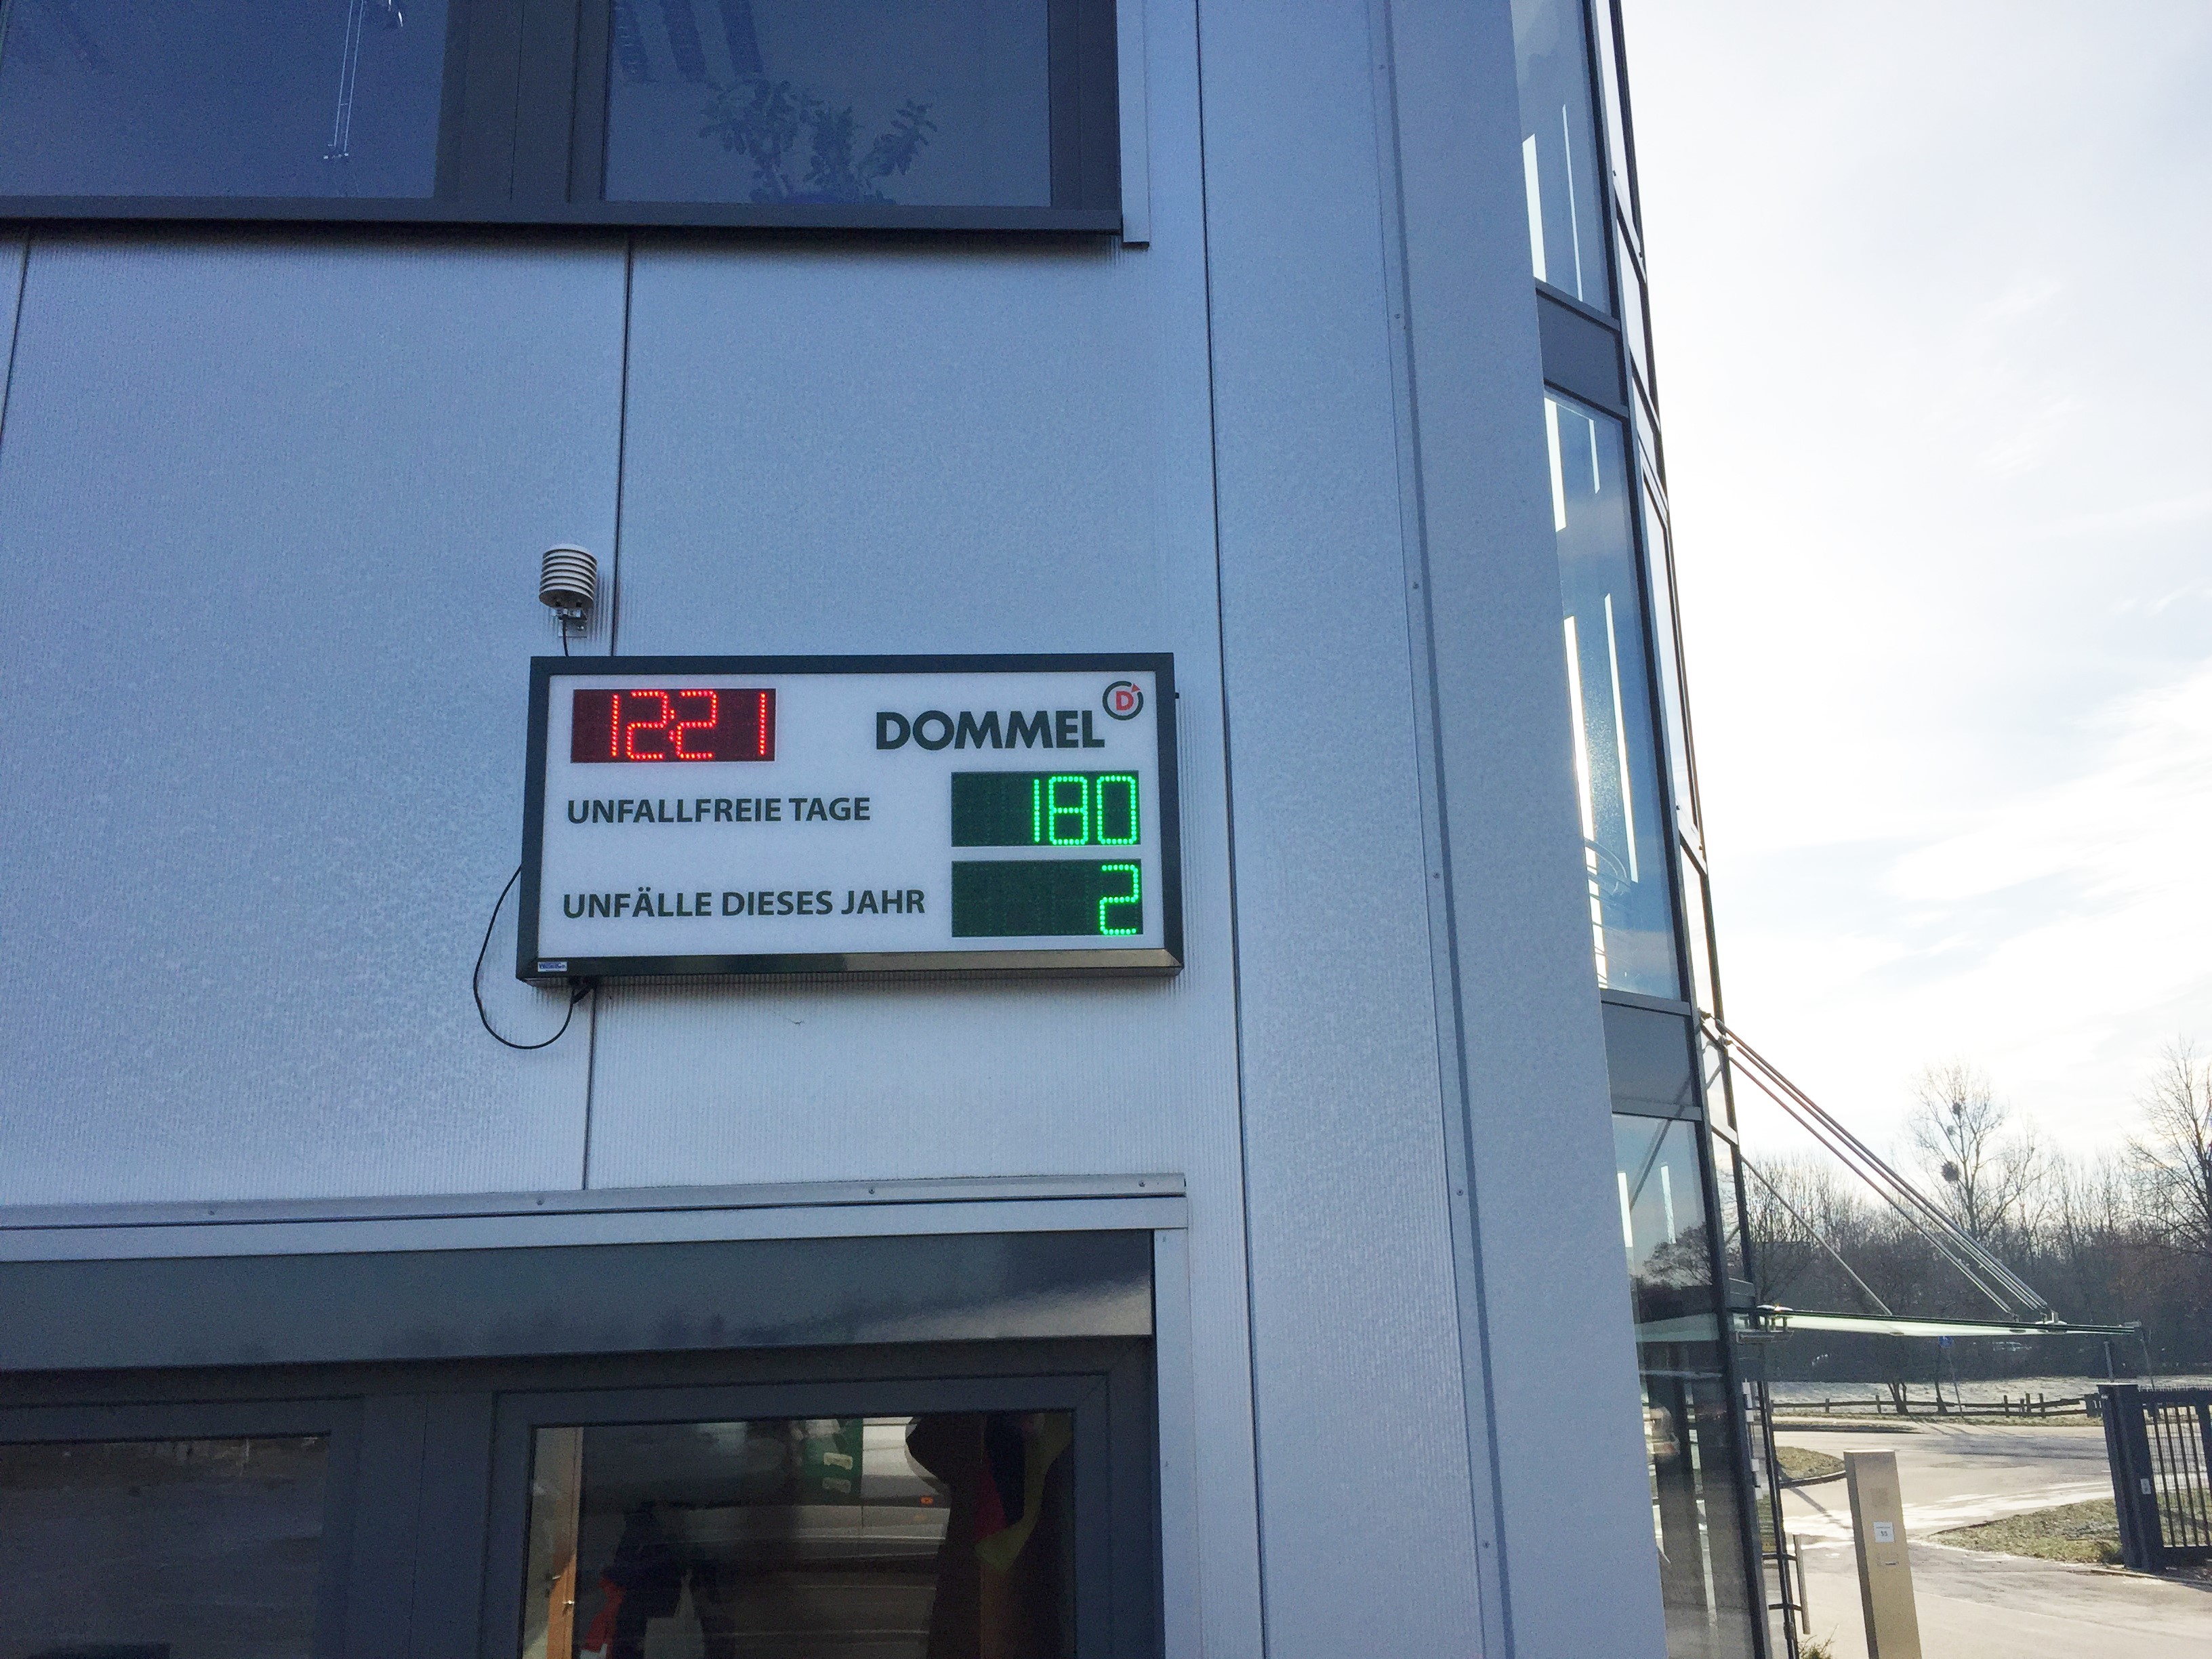 12:21
DOMMEL
D
UNFALLFREIE TAGE 180
UNFÄLLE DIESES JAHR 2